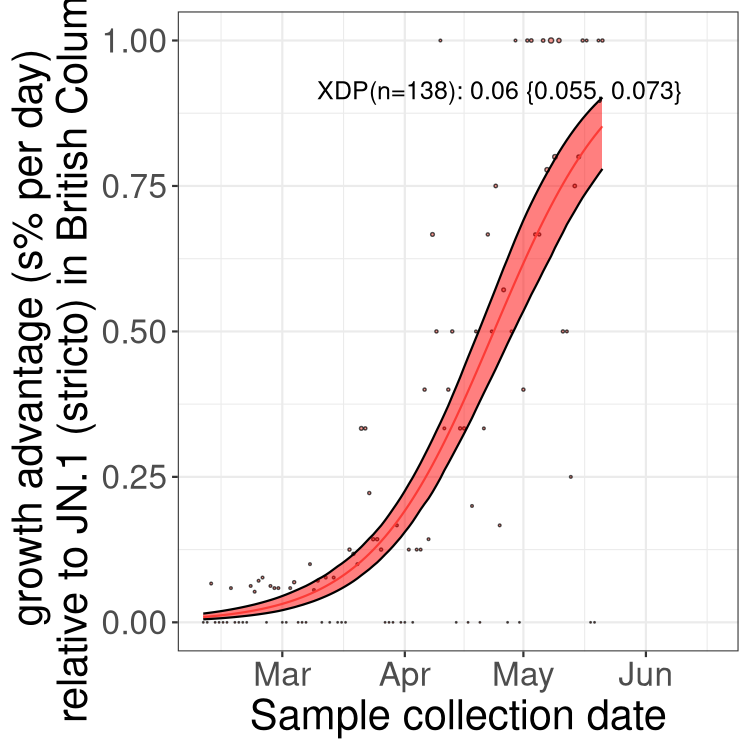 growth advantage (s% per day)
relative to JN.1 (stricto) in British Colum
1.00
0.75
0.50
0.25
0.00
XDP(n=138): 0.06 {0.055, 0.073}
Mar Apr May Jun
Sample collection date